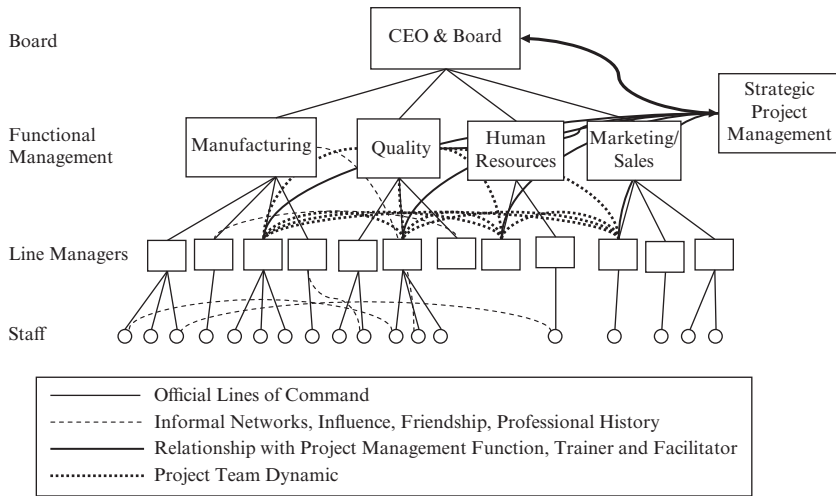 Board
CEO & Board
Strategic
Project
Management
Functional
Management
Manufacturing
Quality
Human
Resources
Marketing/
Sales
Line Managers
Staff
Official Lines of Command
Informal Networks, Influence, Friendship, Professional History
Relationship with Project Management Function, Trainer and Facilitator
Project Team Dynamic